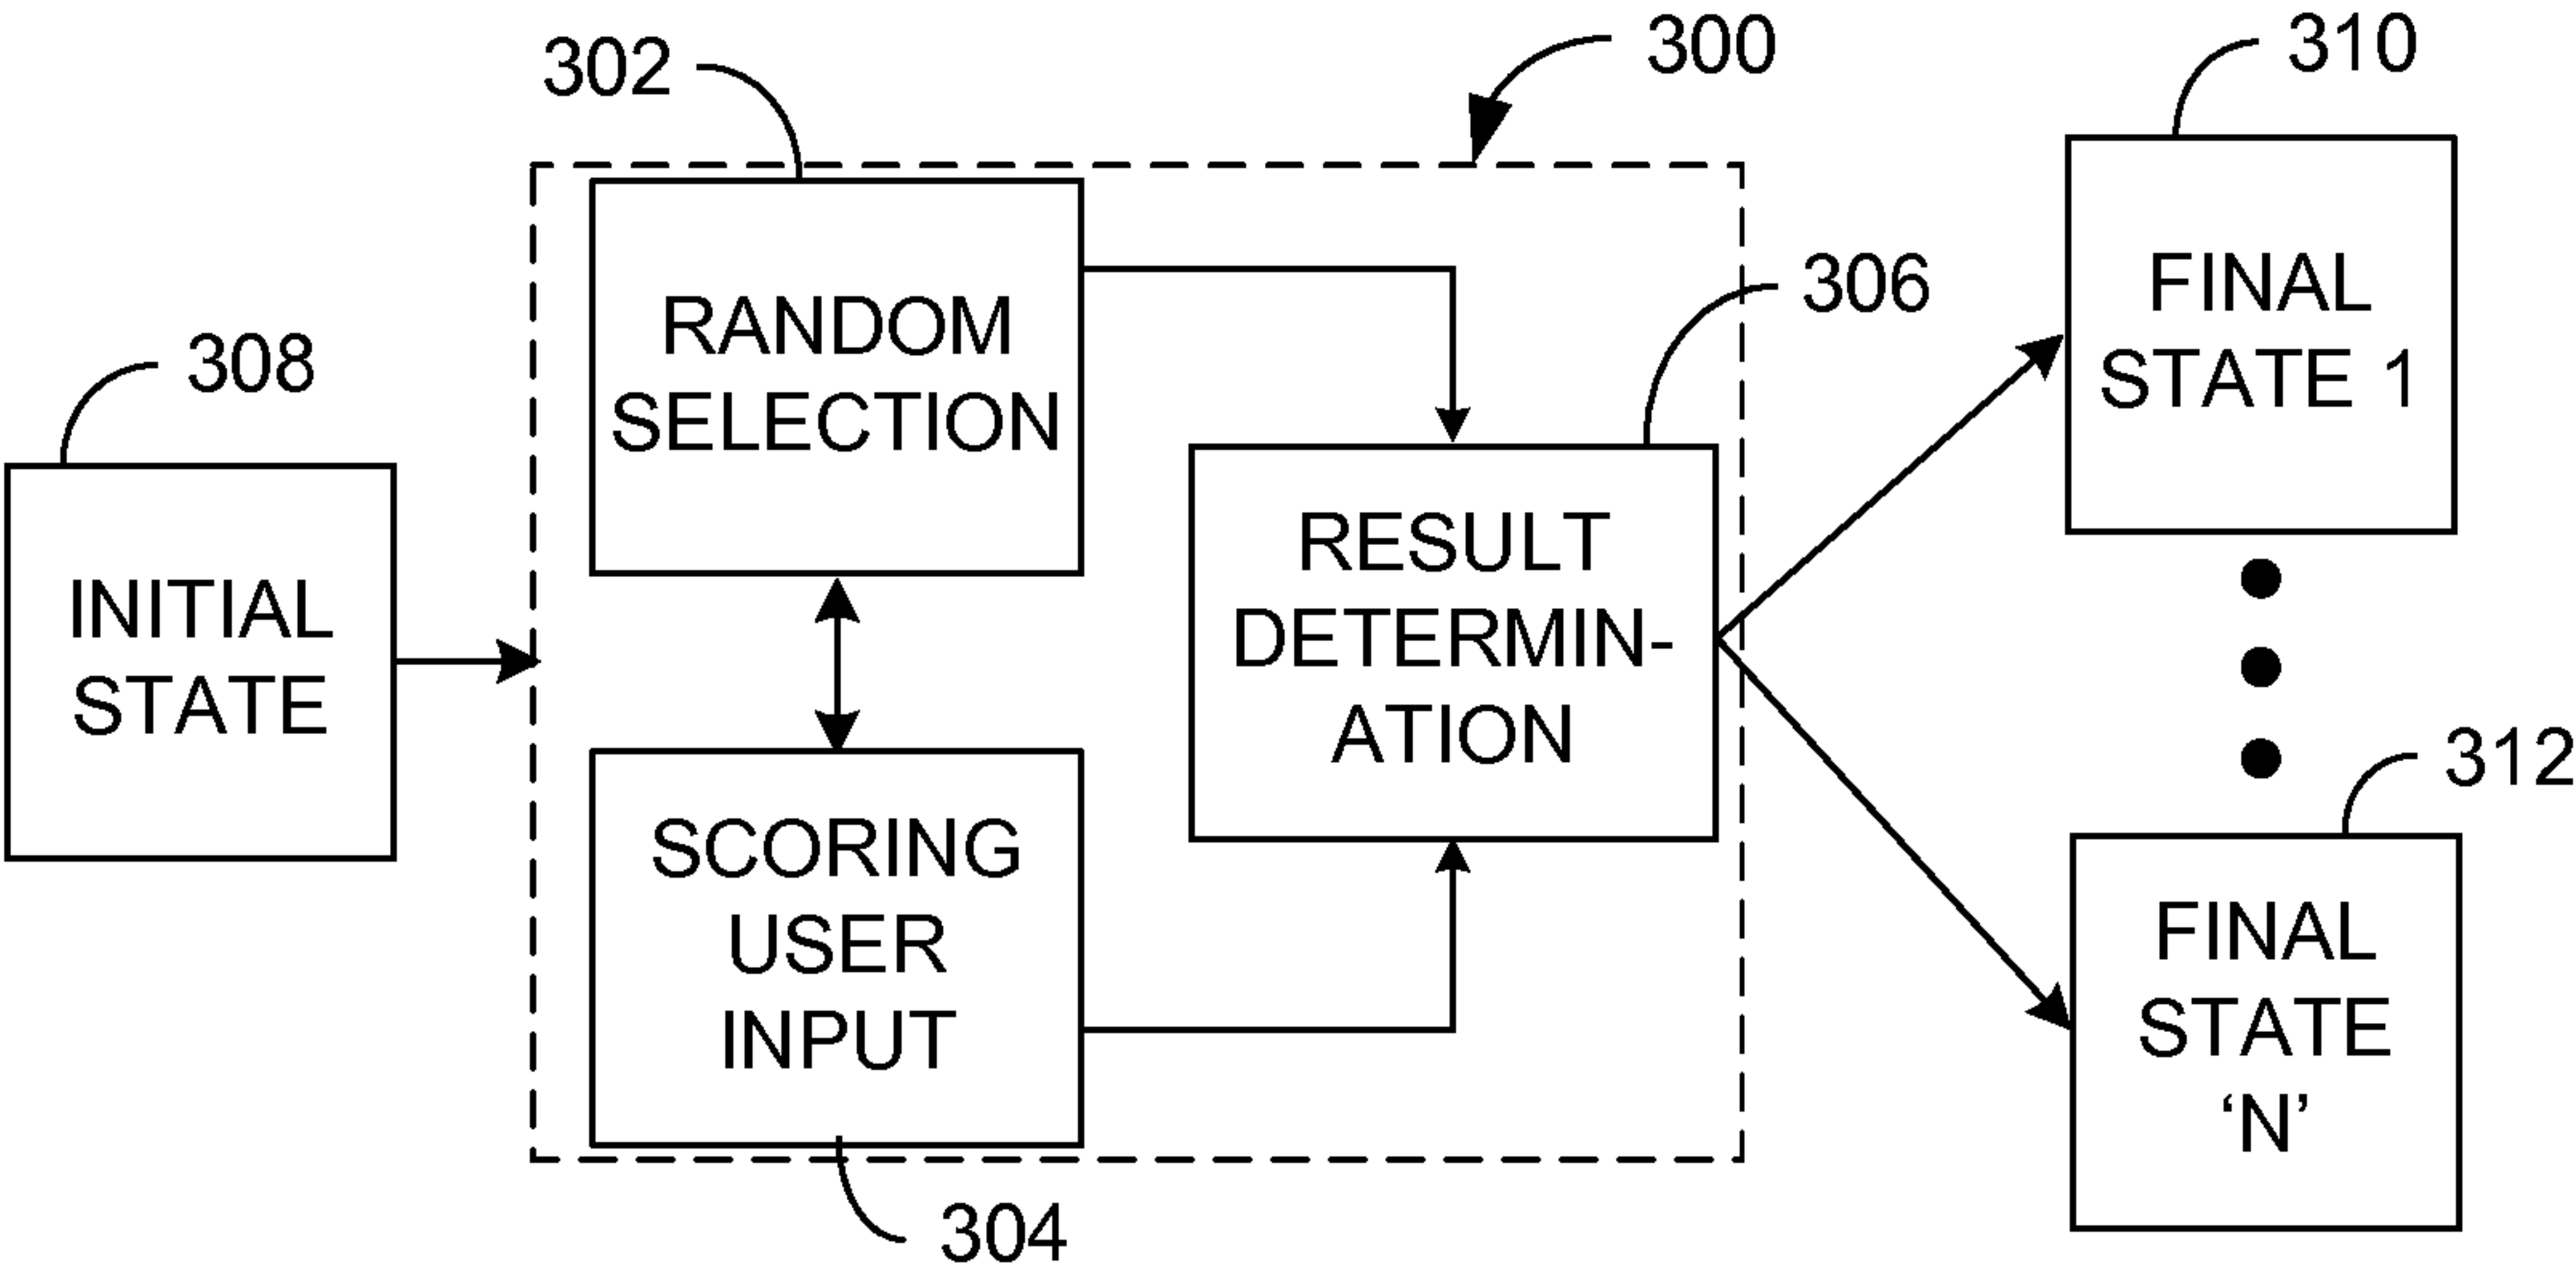 302
300
310
308
RANDOM
SELECTION
306
FINAL
STATE 1
INITIAL
STATE
RESULT
DETERMIN-
ATION
312
SCORING
USER
INPUT
FINAL
STATE
‘N’
304